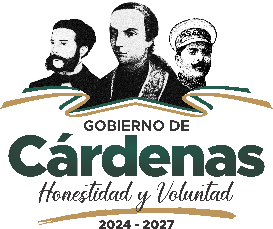 GOBIERNO DE
Cárdenas
Honestidad y Voluntad
2024 - 2027